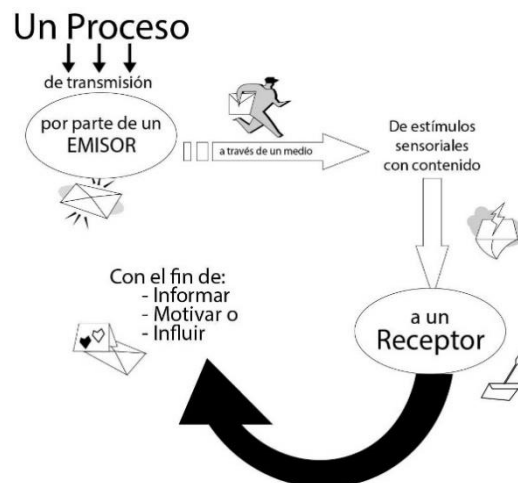 Un Proceso
de transmisión
por parte de un
EMISOR
a través de un medio
De estímulos
sensoriales
con contenido
a un
Receptor
Con el fin de:
- Informar
- Motivar o
- Influir